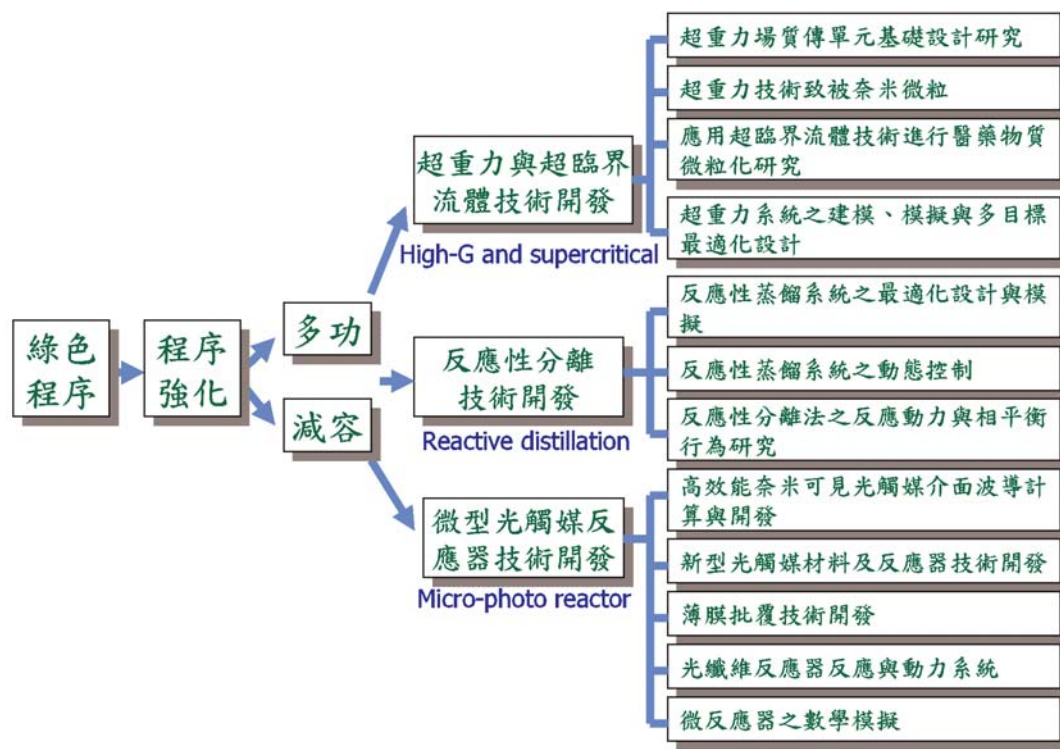 綠色
程序
程序
強化
多功
減容
超重力與超臨界
流體技術開發
High-G and supercritical
超重力場質傳單元基礎設計研究
超重力技術致被奈米微粒
應用超臨界流體技術進行醫藥物質
微粒化研究
超重力系統之建模、模擬與多目標
最適化設計
反應性分離
技術開發
Reactive distillation
反應性蒸餾系統之最適化設計與模
擬
反應性蒸餾系統之動態控制
反應性分離法之反應動力與相平衡
行為研究
微型光觸媒反
應器技術開發
Micro-photo reactor
高效能奈米可見光觸媒介面波導計
算與開發
新型光觸媒材料及反應器技術開發
薄膜批覆技術開發
光纖維反應器反應與動力系統
微反應器之數學模擬